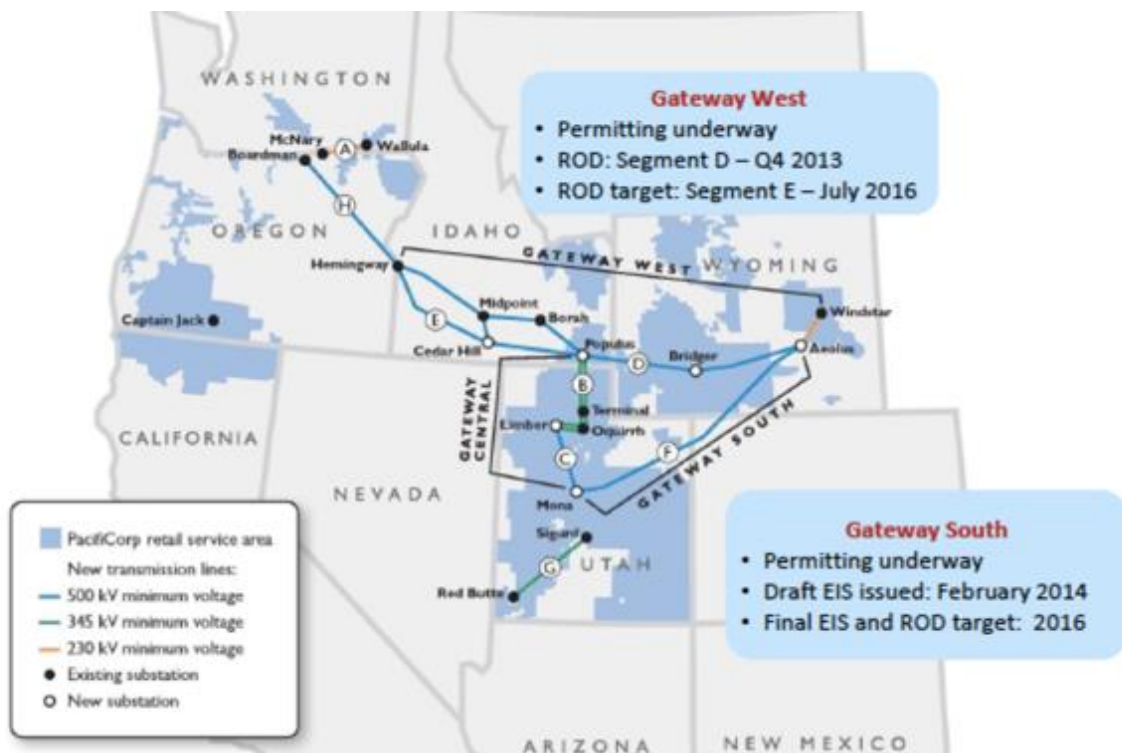 WASHINGTON
McNary
Boardman
A
Wallula
H
OREGON
IDAHO
Hemingway
GATEWAY WEST
WYOMING
Gateway West
• Permitting underway
• ROD: Segment D – Q4 2013
• ROD target: Segment E – July 2016
Captain Jack
E
Midpoint
Borah
Cedar Hill
Populus
D
Bridger
Windstar
Aeolus
GATEWAY
CENTRAL
B
Terminal
Limber
Oquirrh
C
F
GATEWAY SOUTH
Mona
CALIFORNIA
NEVADA
Sigurd
UTAH
G
Red Butte
Gateway South
• Permitting underway
• Draft EIS issued: February 2014
• Final EIS and ROD target: 2016
PacifiCorp retail service area
New transmission lines:
500 kV minimum voltage
345 kV minimum voltage
230 kV minimum voltage
Existing substation
New substation
ARIZONA
NEW MEXICO